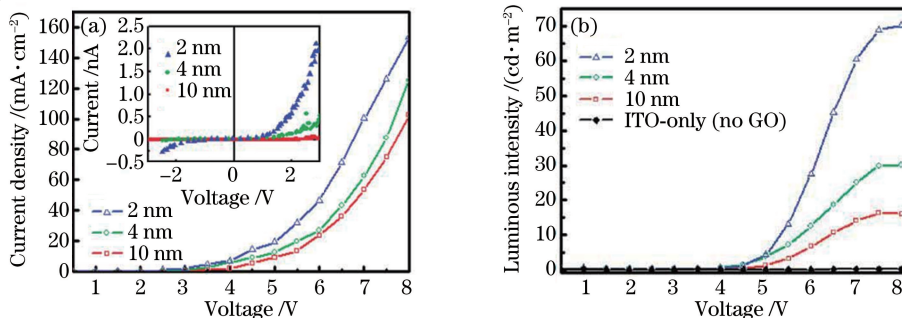 (a)
160
140
120
100
80
60
40
20
0
Current density /(mA·cm⁻²)
1 2 3 4 5 6 7 8
Voltage /V
2 nm
4 nm
10 nm
2.5
2.0
1.5
1.0
0.5
0
−0.5
Current /nA
−2 0 2
Voltage /V
2 nm
4 nm
10 nm
(b)
70
60
50
40
30
20
10
0
Luminous intensity /(cd·m⁻²)
1 2 3 4 5 6 7 8
Voltage /V
2 nm
4 nm
10 nm
ITO-only (no GO)